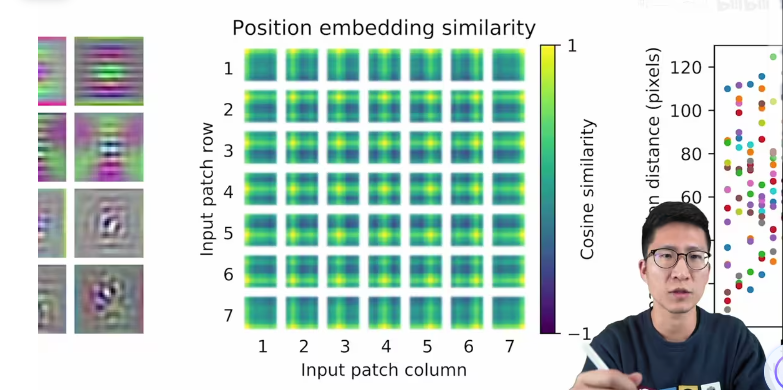 Position embedding similarity
1
2
3
4
5
6
7
Input patch row
1 2 3 4 5 6 7
Input patch column
1
−1
Cosine similarity
120
100
80
60
n distance (pixels)